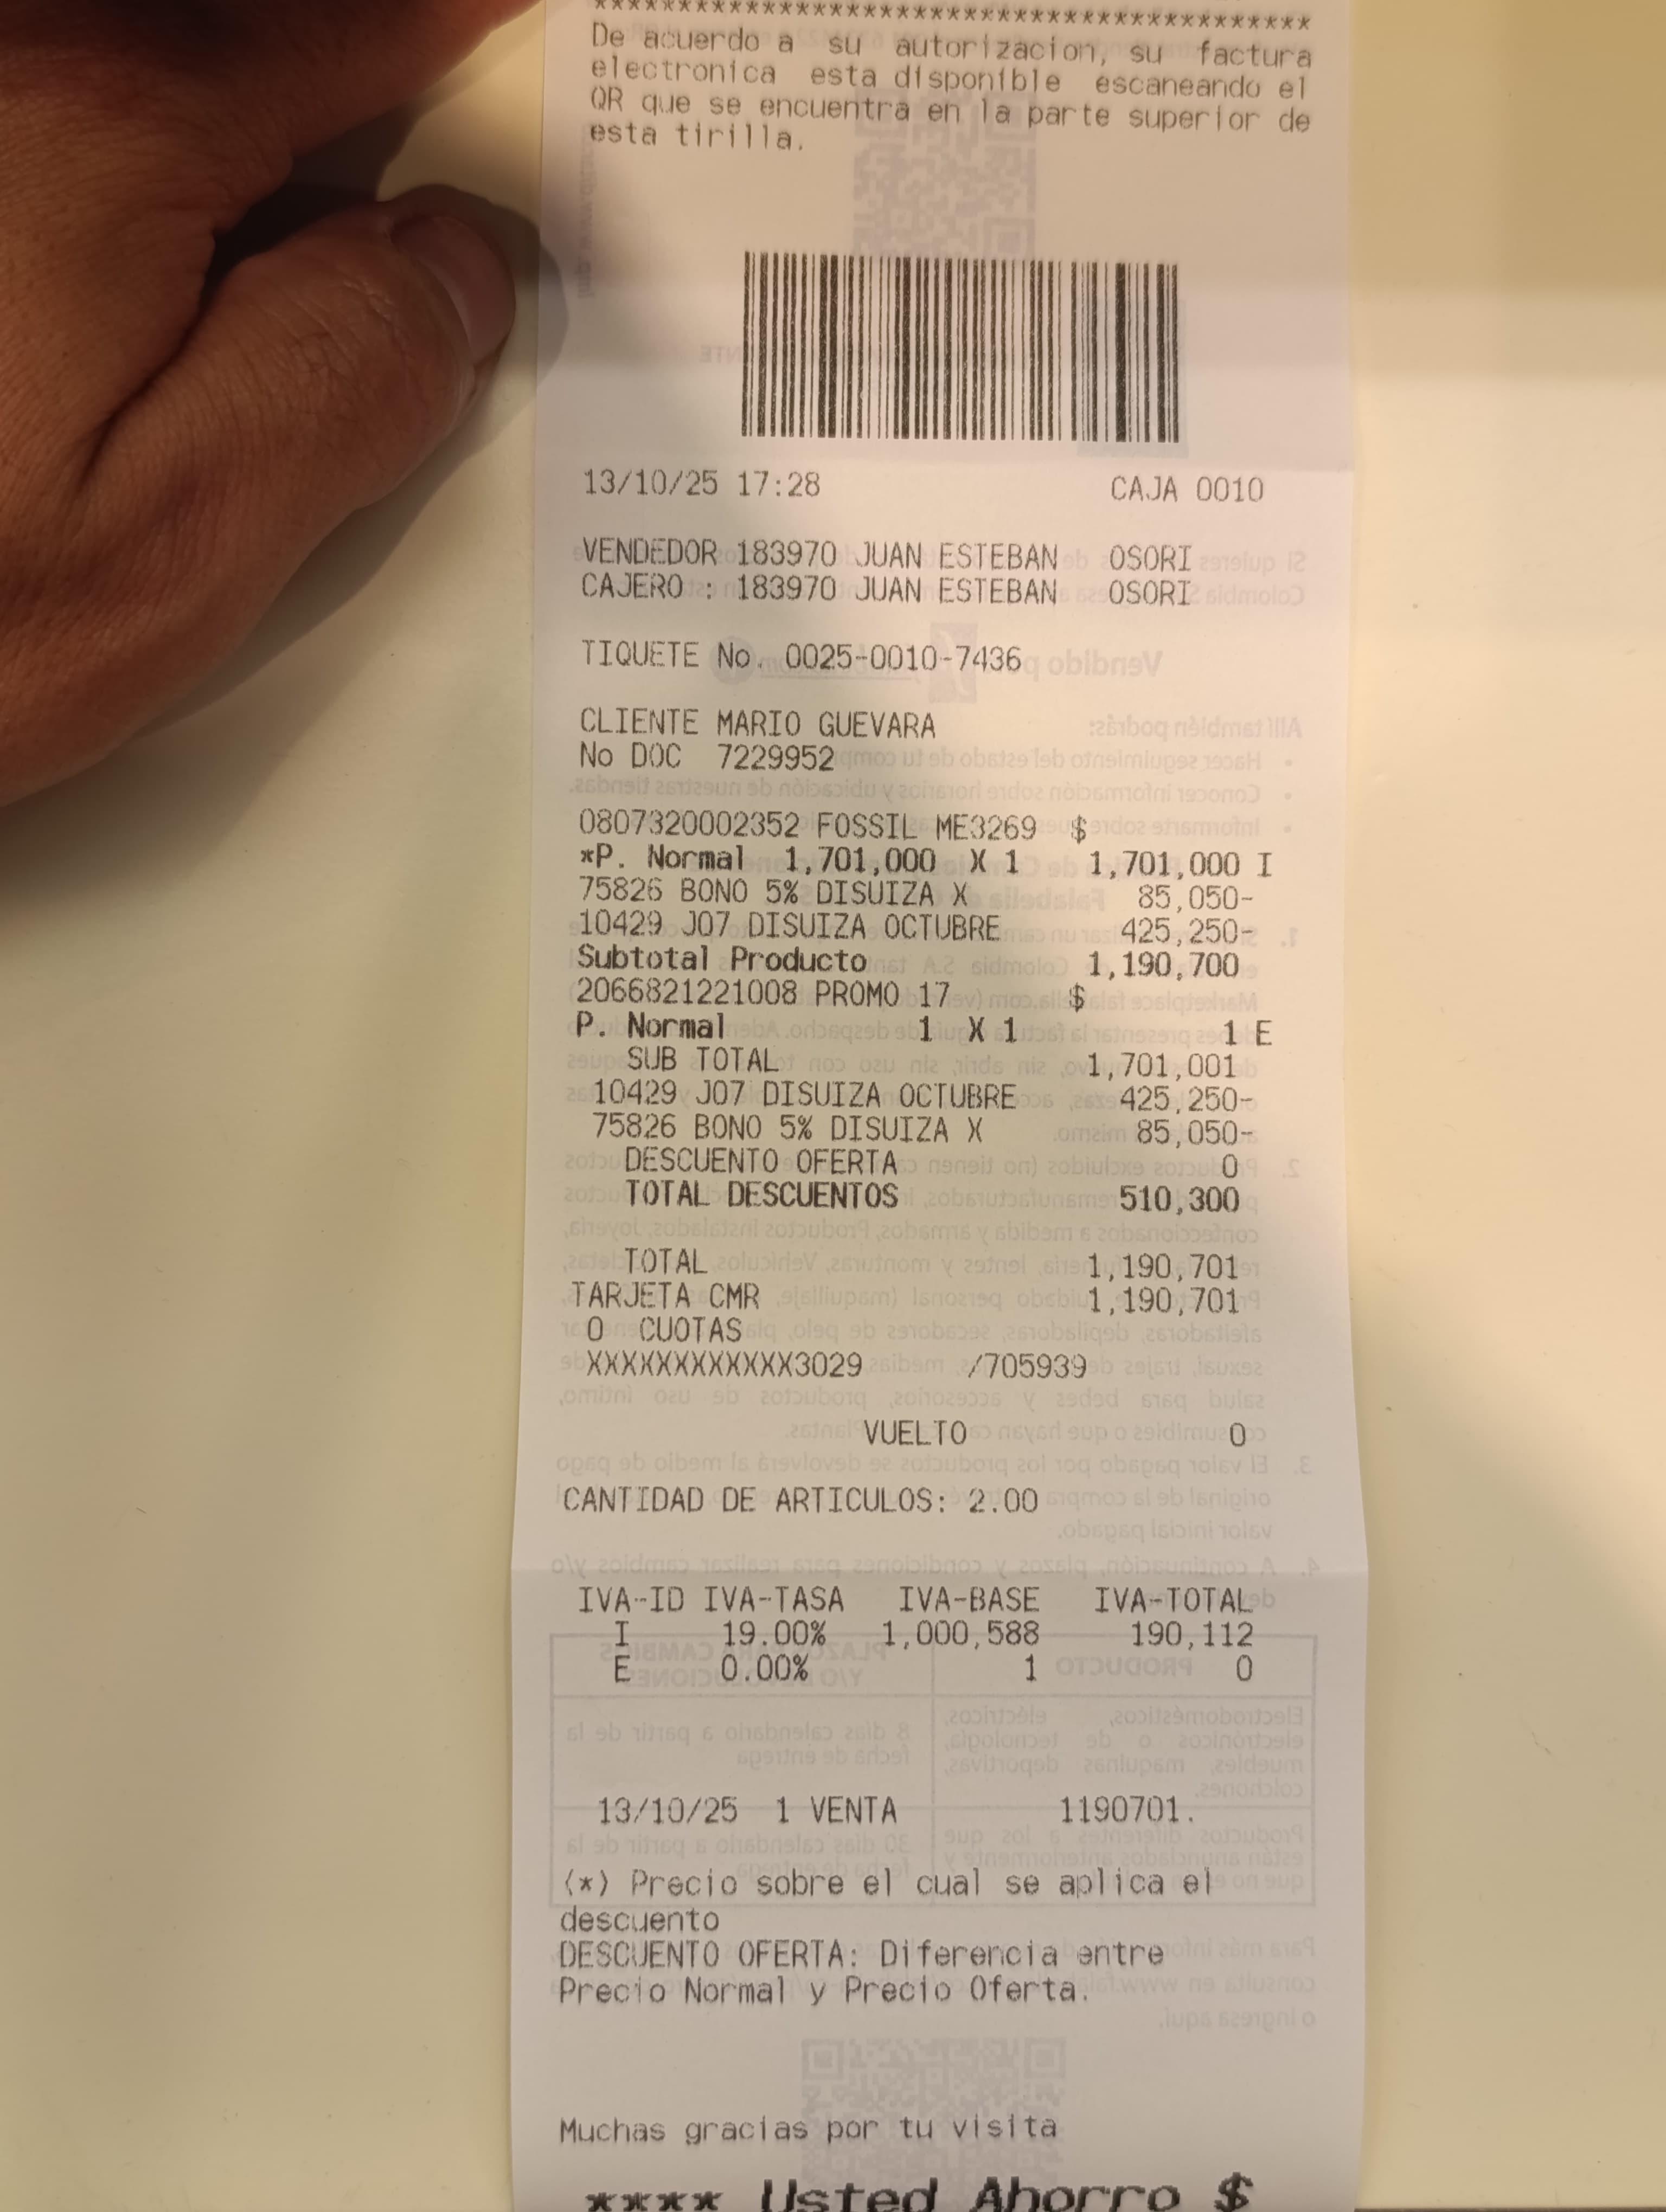 ******************************************
De acuerdo a su autorizacion, su factura
electronica esta disponible escaneando el
QR que se encuentra en la parte superior de
esta tirilla.
13/10/25 17:28 CAJA 0010
VENDEDOR 183970 JUAN ESTEBAN OSORI
CAJERO : 183970 JUAN ESTEBAN OSORI
TIQUETE No. 0025-0010-7436
CLIENTE MARIO GUEVARA
No DOC 7229952
0807320002352 FOSSIL ME3269 $
*P. Normal 1,701,000 X 1 1,701,000 I
75826 BONO 5% DISUIZA X 85,050-
10429 J07 DISUIZA OCTUBRE 425,250-
Subtotal Producto 1,190,700
2066821221008 PROMO 17 $
P. Normal 1 X 1 1 E
SUB TOTAL 1,701,001
10429 J07 DISUIZA OCTUBRE 425,250-
75826 BONO 5% DISUIZA X 85,050-
DESCUENTO OFERTA 0
TOTAL DESCUENTOS 510,300
TOTAL 1,190,701
TARJETA CMR 1,190,701
0 CUOTAS
XXXXXXXXXXXX3029 /705939
VUELTO 0
CANTIDAD DE ARTICULOS: 2.00
IVA-ID IVA-TASA IVA-BASE IVA-TOTAL
I 19.00% 1,000,588 190,112
E 0.00% 1 0
13/10/25 1 VENTA 1190701.
(*) Precio sobre el cual se aplica el
descuento
DESCUENTO OFERTA: Diferencia entre
Precio Normal y Precio Oferta.
Muchas gracias por tu visita
**** Usted Ahorro $